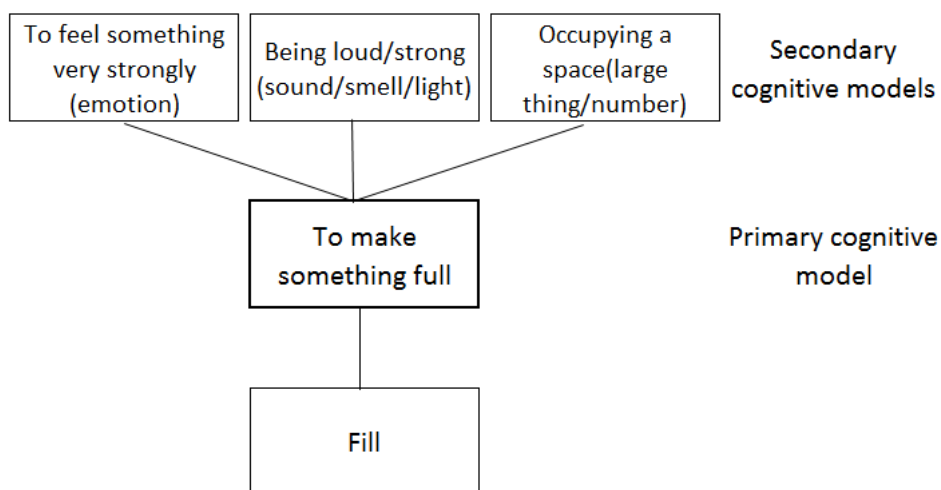 To feel something
very strongly
(emotion)
Being loud/strong
(sound/smell/light)
Occupying a
space(large
thing/number)
Secondary
cognitive models
To make
something full
Primary cognitive
model
Fill